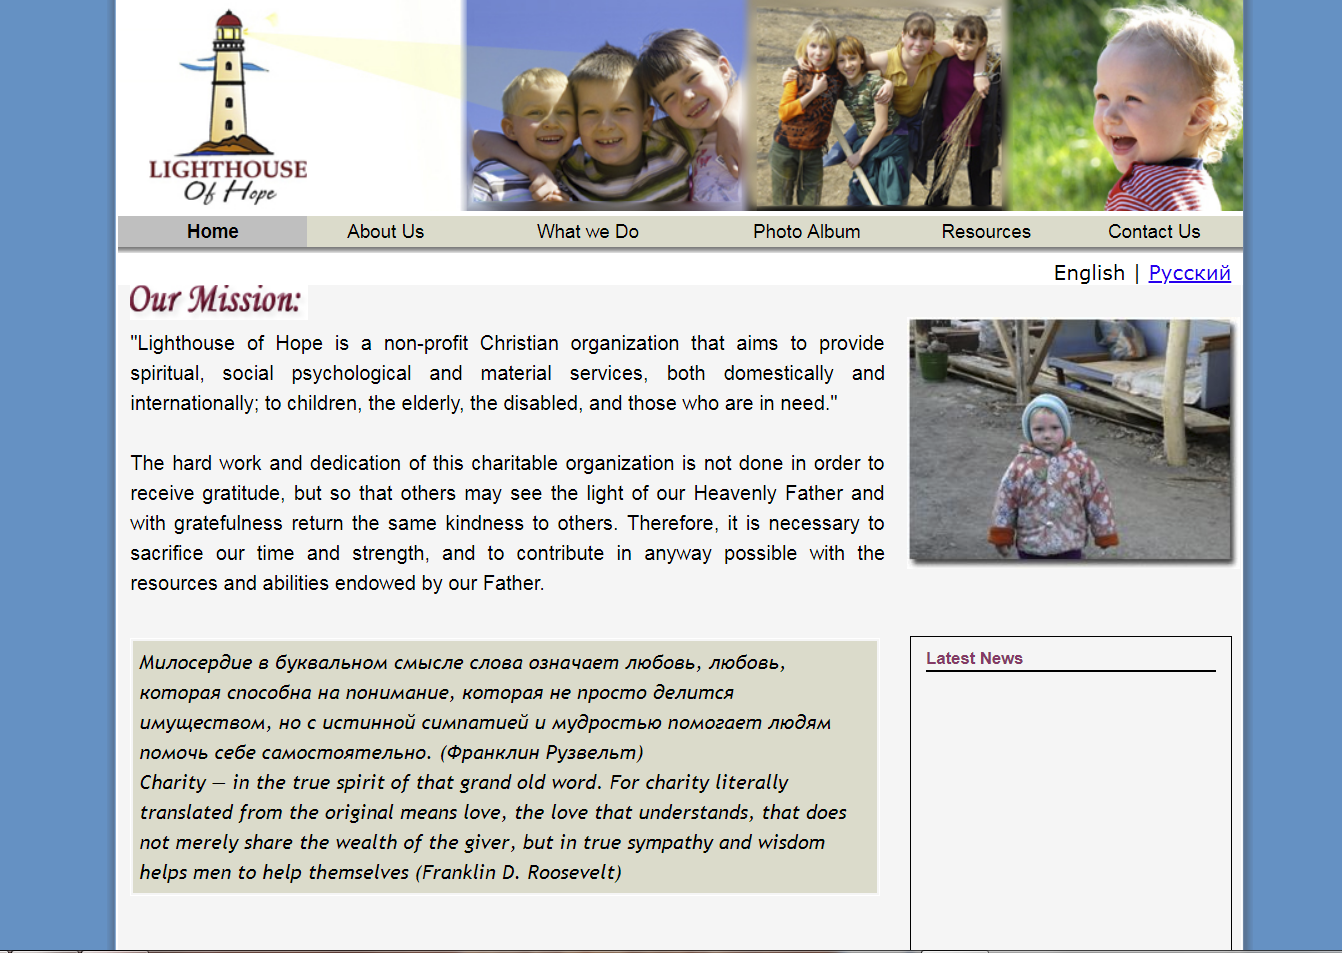 LIGHTHOUSE
Of Hope
Home About Us What we Do Photo Album Resources Contact Us
English | Русский
Our Mission:
"Lighthouse of Hope is a non-profit Christian organization that aims to provide
spiritual, social psychological and material services, both domestically and
internationally; to children, the elderly, the disabled, and those who are in need."
The hard work and dedication of this charitable organization is not done in order to
receive gratitude, but so that others may see the light of our Heavenly Father and
with gratefulness return the same kindness to others. Therefore, it is necessary to
sacrifice our time and strength, and to contribute in anyway possible with the
resources and abilities endowed by our Father.
Милосердие в буквальном смысле слова означает любовь, любовь,
которая способна на понимание, которая не просто делится
имуществом, но с истинной симпатией и мудростью помогает людям
помочь себе самостоятельно. (Франклин Рузвельт)
Charity — in the true spirit of that grand old word. For charity literally
translated from the original means love, the love that understands, that does
not merely share the wealth of the giver, but in true sympathy and wisdom
helps men to help themselves (Franklin D. Roosevelt)
Latest News